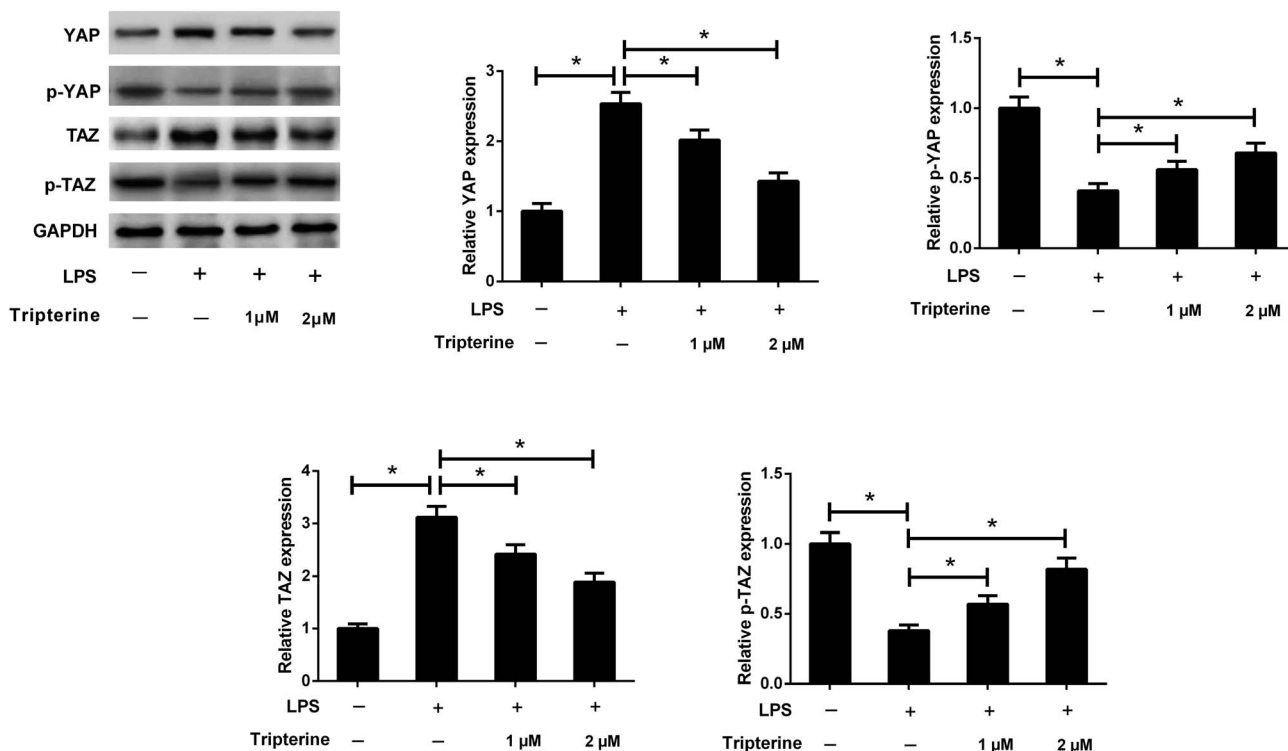 YAP
p-YAP
TAZ
p-TAZ
GAPDH
LPS – + + +
Tripterine – – 1µM 2µM
Relative YAP expression
3
2
1
0
* * *
LPS – + + +
Tripterine – – 1 µM 2 µM
Relative p-YAP expression
1.5
1.0
0.5
0.0
* * *
LPS – + + +
Tripterine – – 1 µM 2 µM
Relative TAZ expression
4
3
2
1
0
* * *
LPS – + + +
Tripterine – – 1 µM 2 µM
Relative p-TAZ expression
1.5
1.0
0.5
0.0
* * *
LPS – + + +
Tripterine – – 1 µM 2 µM